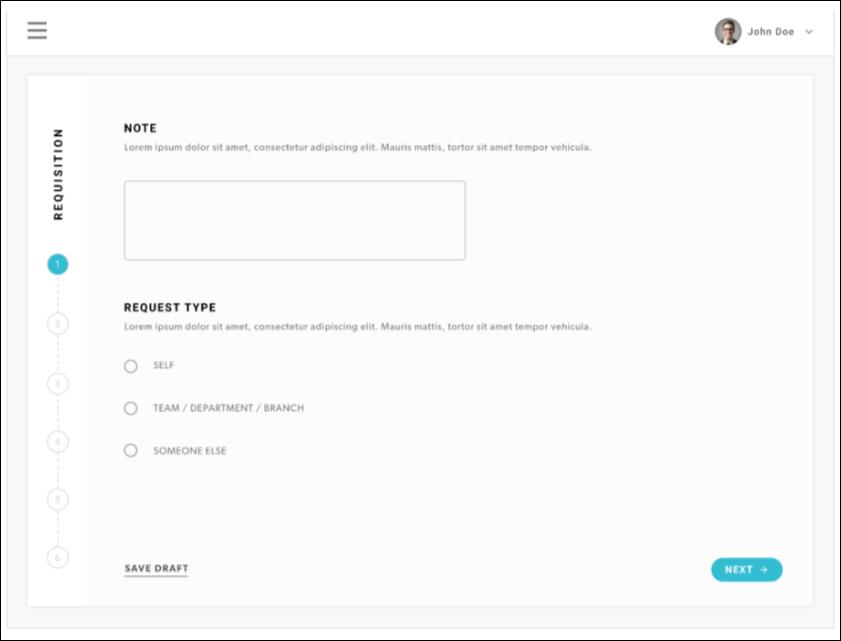 John Doe
REQUISITION
1
2
3
4
5
6
NOTE
Lorem ipsum dolor sit amet, consectetur adipiscing elit. Mauris mattis, tortor sit amet tempor vehicula.
REQUEST TYPE
Lorem ipsum dolor sit amet, consectetur adipiscing elit. Mauris mattis, tortor sit amet tempor vehicula.
SELF
TEAM / DEPARTMENT / BRANCH
SOMEONE ELSE
SAVE DRAFT
NEXT →